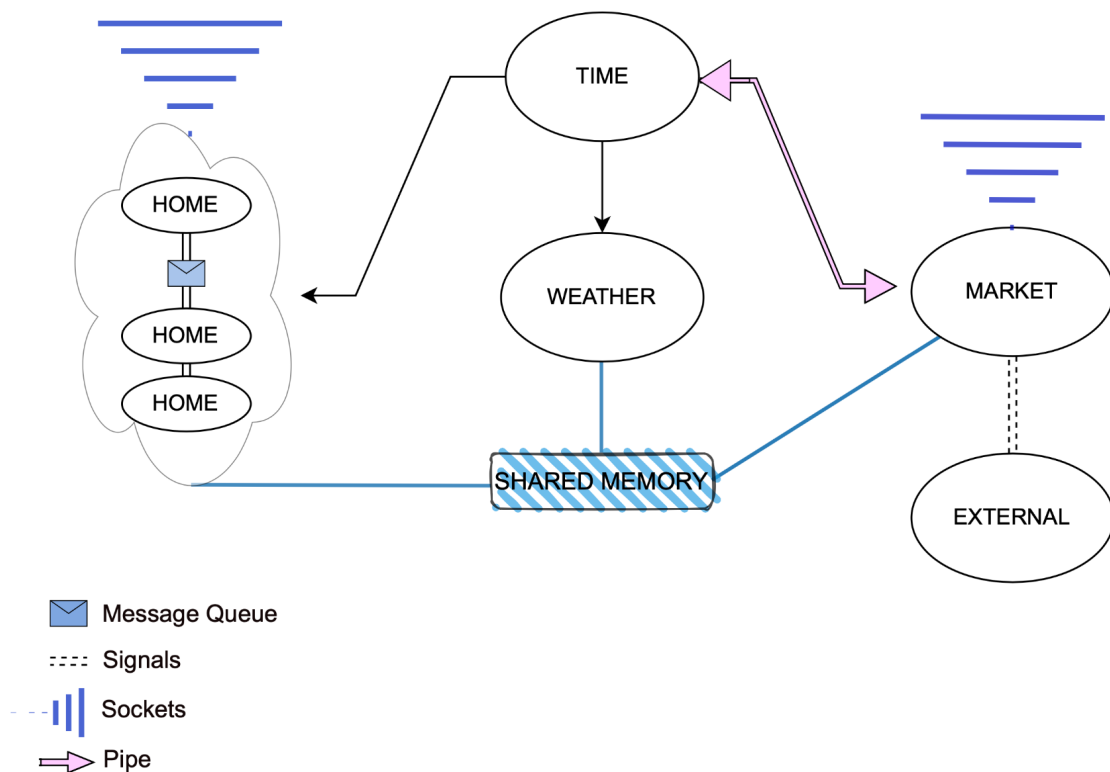 TIME
HOME
WEATHER
MARKET
HOME
HOME
SHARED MEMORY
EXTERNAL
Message Queue
Signals
Sockets
Pipe